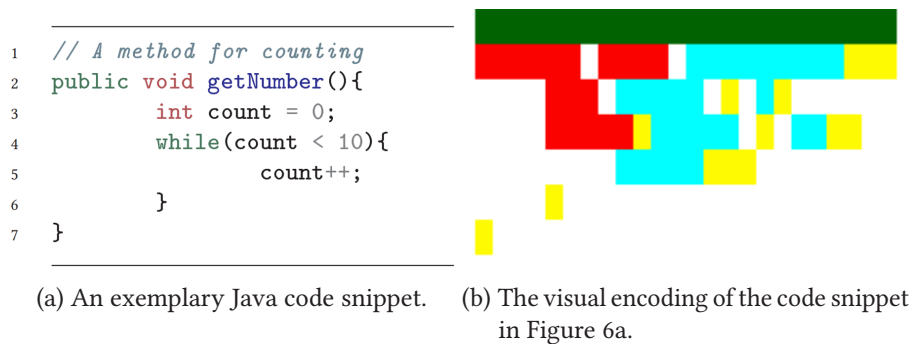 1 // A method for counting
2 public void getNumber(){
3 int count = 0;
4 while(count < 10){
5 count++;
6 }
7 }
(a) An exemplary Java code snippet.
(b) The visual encoding of the code snippet
in Figure 6a.